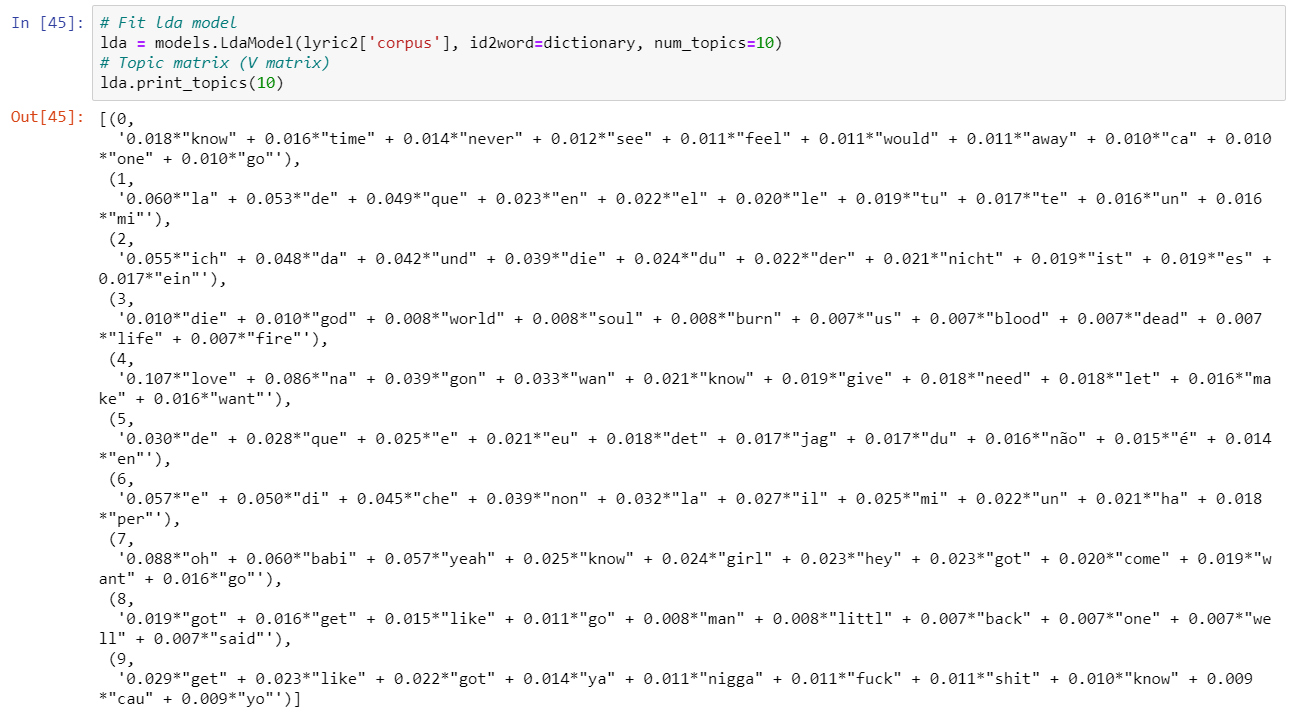 In [45]: # Fit lda model
lda = models.LdaModel(lyric2['corpus'], id2word=dictionary, num_topics=10)
# Topic matrix (V matrix)
lda.print_topics(10)
Out[45]: [(0,
'0.018*"know" + 0.016*"time" + 0.014*"never" + 0.012*"see" + 0.011*"feel" + 0.011*"would" + 0.011*"away" + 0.010*"ca" + 0.010
*"one" + 0.010*"go"'),
(1,
'0.060*"la" + 0.053*"de" + 0.049*"que" + 0.023*"en" + 0.022*"el" + 0.020*"le" + 0.019*"tu" + 0.017*"te" + 0.016*"un" + 0.016
*"mi"'),
(2,
'0.055*"ich" + 0.048*"da" + 0.042*"und" + 0.039*"die" + 0.024*"du" + 0.022*"der" + 0.021*"nicht" + 0.019*"ist" + 0.019*"es" +
0.017*"ein"'),
(3,
'0.010*"die" + 0.010*"god" + 0.008*"world" + 0.008*"soul" + 0.008*"burn" + 0.007*"us" + 0.007*"blood" + 0.007*"dead" + 0.007
*"life" + 0.007*"fire"'),
(4,
'0.107*"love" + 0.086*"na" + 0.039*"gon" + 0.033*"wan" + 0.021*"know" + 0.019*"give" + 0.018*"need" + 0.018*"let" + 0.016*"ma
ke" + 0.016*"want"'),
(5,
'0.030*"de" + 0.028*"que" + 0.025*"e" + 0.021*"eu" + 0.018*"det" + 0.017*"jag" + 0.017*"du" + 0.016*"não" + 0.015*"é" + 0.014
*"en"'),
(6,
'0.057*"e" + 0.050*"di" + 0.045*"che" + 0.039*"non" + 0.032*"la" + 0.027*"il" + 0.025*"mi" + 0.022*"un" + 0.021*"ha" + 0.018
*"per"'),
(7,
'0.088*"oh" + 0.060*"babi" + 0.057*"yeah" + 0.025*"know" + 0.024*"girl" + 0.023*"hey" + 0.023*"got" + 0.020*"come" + 0.019*"w
ant" + 0.016*"go"'),
(8,
'0.019*"got" + 0.016*"get" + 0.015*"like" + 0.011*"go" + 0.008*"man" + 0.008*"littl" + 0.007*"back" + 0.007*"one" + 0.007*"we
ll" + 0.007*"said"'),
(9,
'0.029*"get" + 0.023*"like" + 0.022*"got" + 0.014*"ya" + 0.011*"nigga" + 0.011*"fuck" + 0.011*"shit" + 0.010*"know" + 0.009
*"cau" + 0.009*"yo"')]